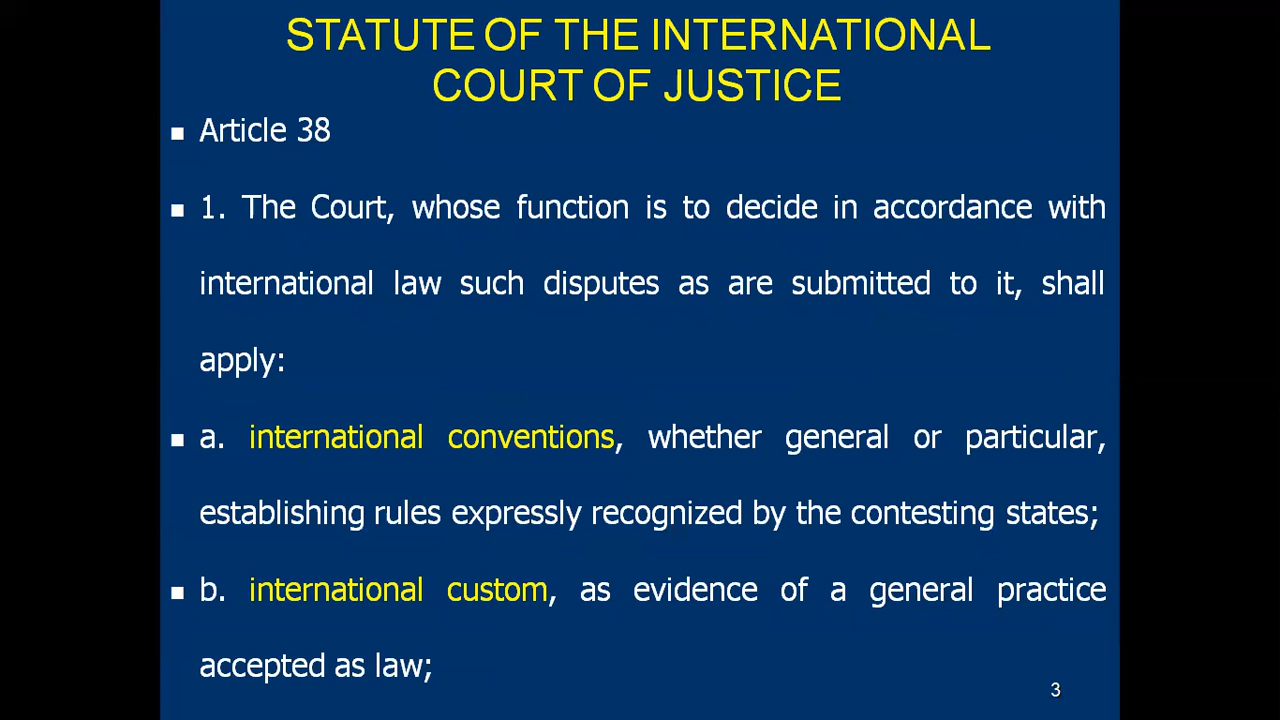 STATUTE OF THE INTERNATIONAL
COURT OF JUSTICE
▪ Article 38
▪ 1. The Court, whose function is to decide in accordance with
international law such disputes as are submitted to it, shall
apply:
▪ a. international conventions, whether general or particular,
establishing rules expressly recognized by the contesting states;
▪ b. international custom, as evidence of a general practice
accepted as law;
3